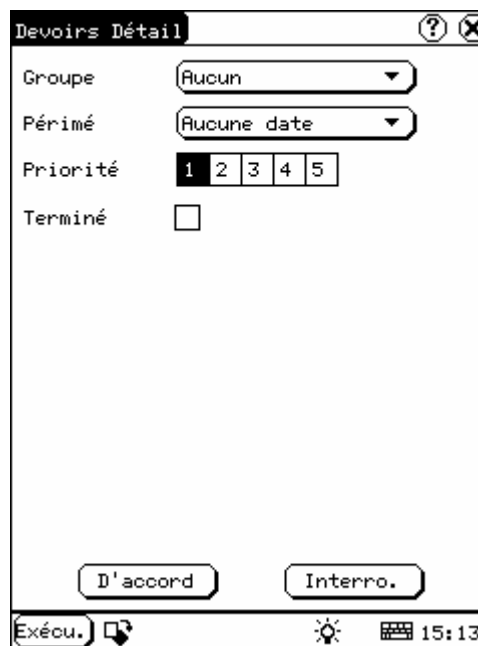 Devoirs Détail ?
Groupe Aucun
Périmé Aucune date
Priorité 1 2 3 4 5
Terminé
D'accord Interro.
Exécu. 15:13